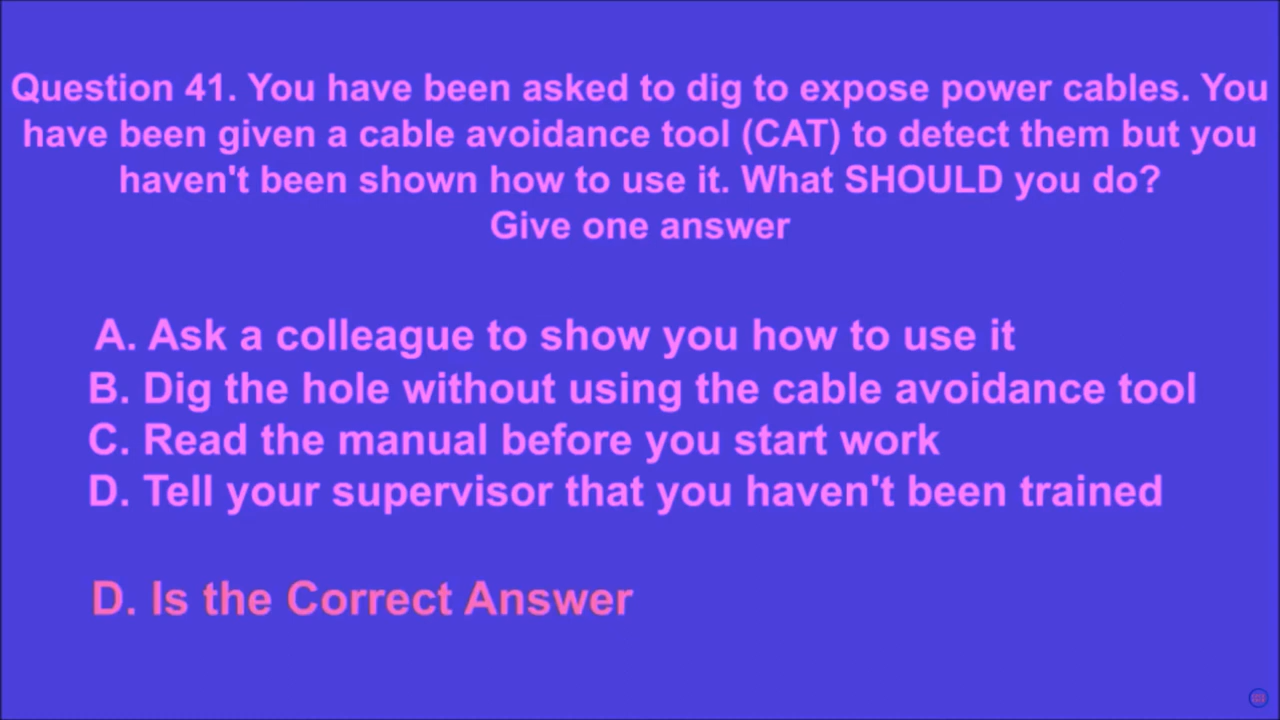 Question 41. You have been asked to dig to expose power cables. You
have been given a cable avoidance tool (CAT) to detect them but you
haven't been shown how to use it. What SHOULD you do?
Give one answer
A. Ask a colleague to show you how to use it
B. Dig the hole without using the cable avoidance tool
C. Read the manual before you start work
D. Tell your supervisor that you haven't been trained
D. Is the Correct Answer